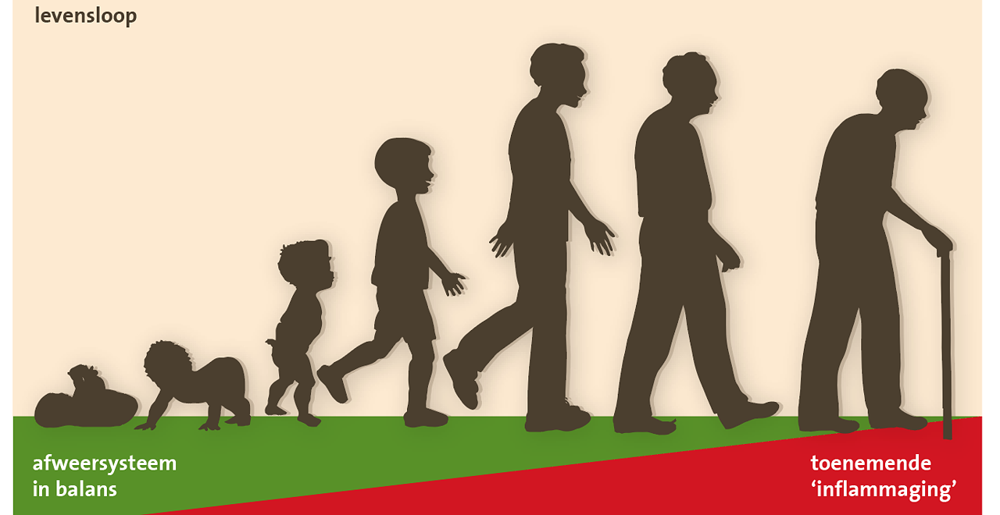 levensloop
afweersysteem
in balans
toenemende
‘inflammaging’